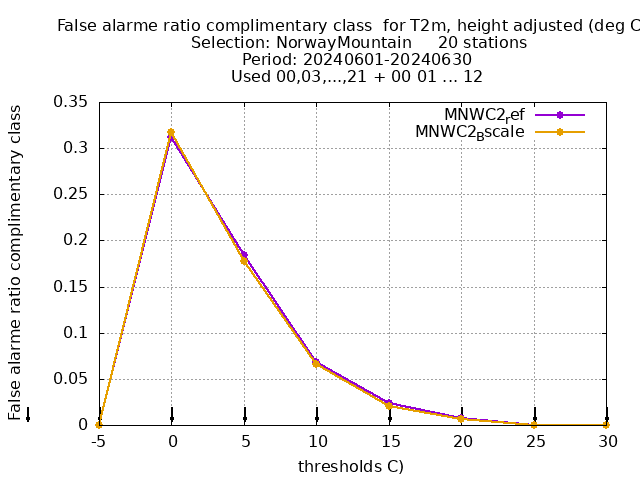 False alarme ratio complimentary class  for T2m, height adjusted (deg C
Selection: NorwayMountain     20 stations
Period: 20240601-20240630
Used 00,03,...,21 + 00 01 ... 12
False alarme ratio complimentary class
0.35
0.3
0.25
0.2
0.15
0.1
0.05
0
MNWC2ref
MNWC2Bscale
-5 0 5 10 15 20 25 30
thresholds C)